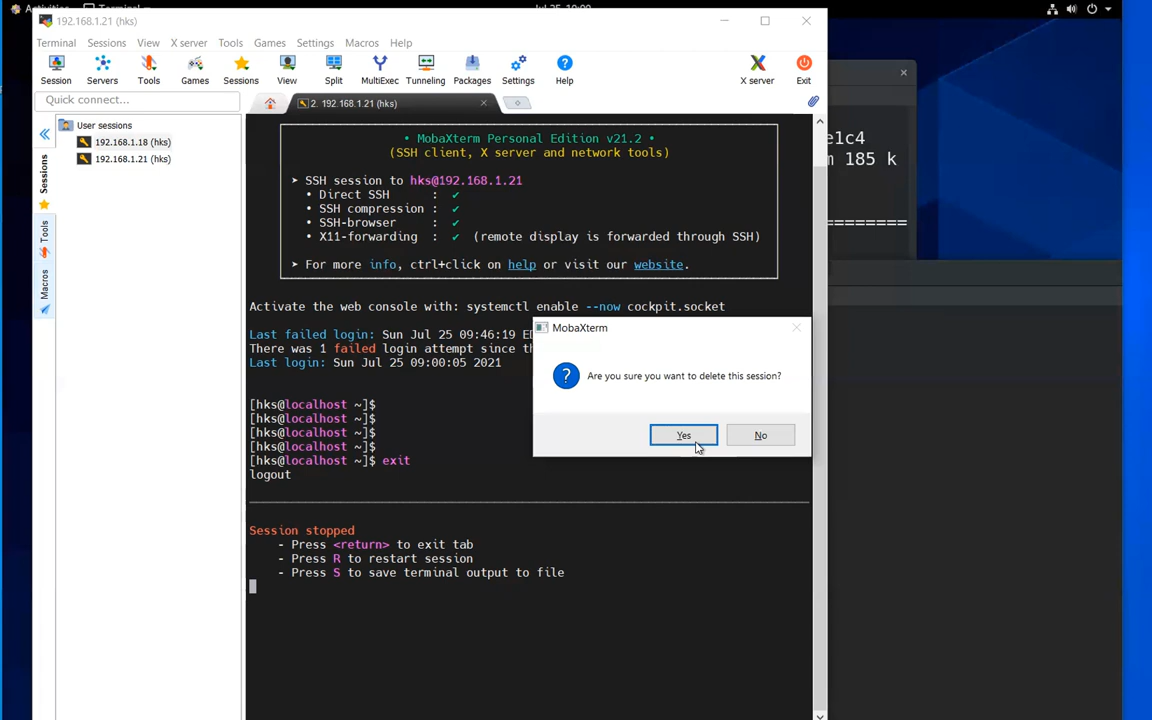 Activities
Terminal
Jul 25
192.168.1.21 (hks)
Terminal Sessions View X server Tools Games Settings Macros Help
Session Servers Tools Games Sessions View Split MultiExec Tunneling Packages Settings Help X server Exit
Quick connect...
2. 192.168.1.21 (hks)
User sessions
192.168.1.18 (hks)
192.168.1.21 (hks)
Sessions
Tools
Macros
• MobaXterm Personal Edition v21.2 •
(SSH client, X server and network tools)
➤ SSH session to hks@192.168.1.21
• Direct SSH : ✔
• SSH compression : ✔
• SSH-browser : ✔
• X11-forwarding : ✔ (remote display is forwarded through SSH)
➤ For more info, ctrl+click on help or visit our website.
Activate the web console with: systemctl enable --now cockpit.socket
Last failed login: Sun Jul 25 09:46:19 ED
There was 1 failed login attempt since th
Last login: Sun Jul 25 09:00:05 2021
[hks@localhost ~]$
[hks@localhost ~]$
[hks@localhost ~]$
[hks@localhost ~]$
[hks@localhost ~]$ exit
logout
Session stopped
- Press <return> to exit tab
- Press R to restart session
- Press S to save terminal output to file
MobaXterm
Are you sure you want to delete this session?
Yes No
e1c4
m 185 k
========